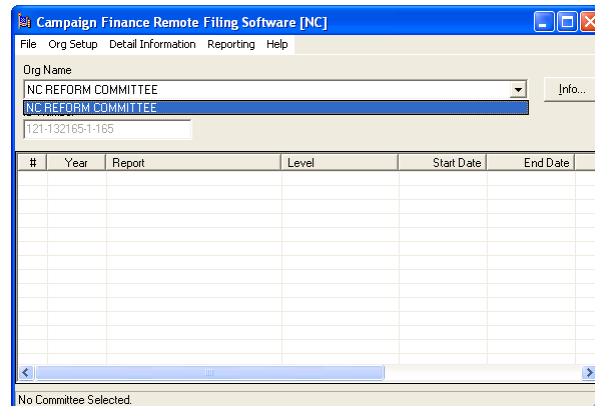 Campaign Finance Remote Filing Software [NC]
File Org Setup Detail Information Reporting Help
Org Name
NC REFORM COMMITTEE
Info...
NC REFORM COMMITTEE
121-132165-1-165
# Year Report Level Start Date End Date
No Committee Selected.